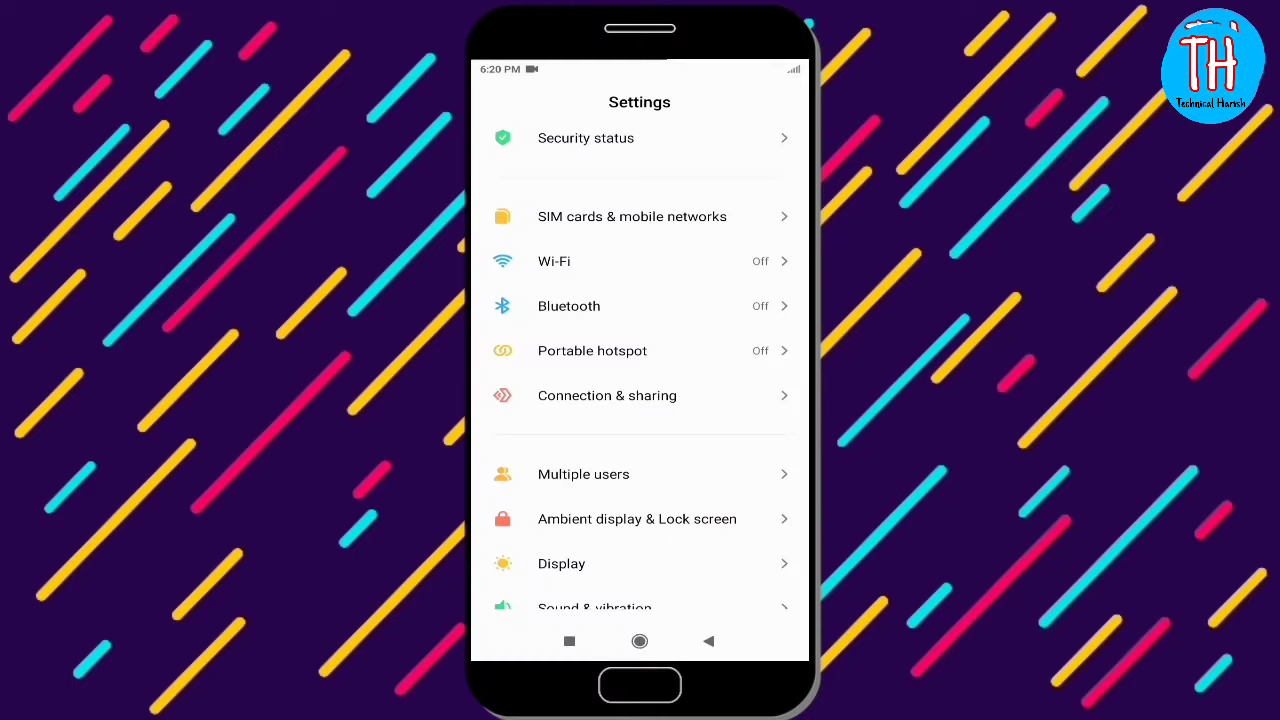 6:20 PM
Settings
Security status
SIM cards & mobile networks
Wi-Fi Off
Bluetooth Off
Portable hotspot Off
Connection & sharing
Multiple users
Ambient display & Lock screen
Display
Sound & vibration
TH
Technical Harish